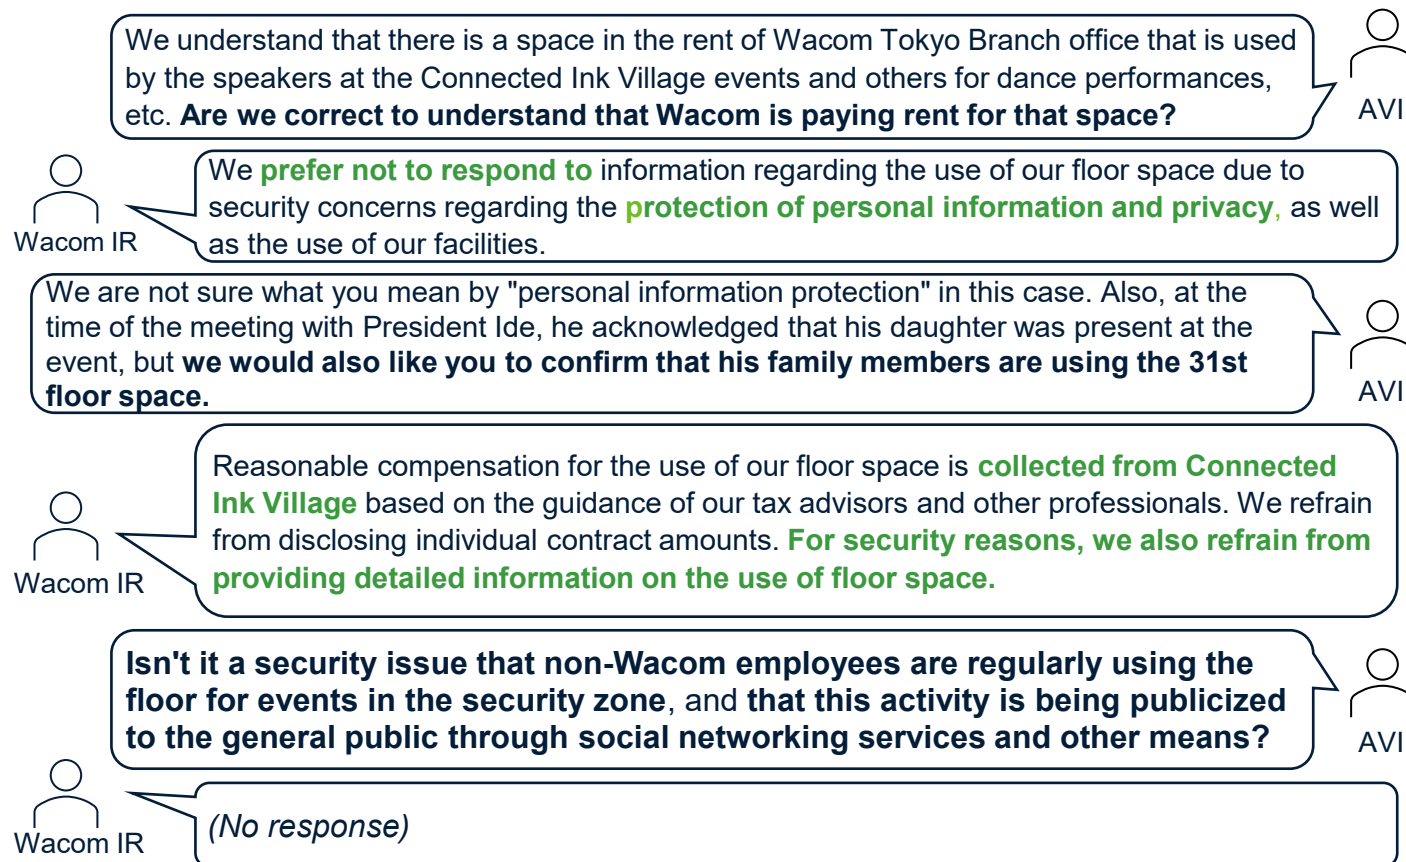 We understand that there is a space in the rent of Wacom Tokyo Branch office that is used
by the speakers at the Connected Ink Village events and others for dance performances,
etc. Are we correct to understand that Wacom is paying rent for that space?
AVI
We prefer not to respond to information regarding the use of our floor space due to
security concerns regarding the protection of personal information and privacy, as well
as the use of our facilities.
Wacom IR
We are not sure what you mean by "personal information protection" in this case. Also, at the
time of the meeting with President Ide, he acknowledged that his daughter was present at the
event, but we would also like you to confirm that his family members are using the 31st
floor space.
AVI
Reasonable compensation for the use of our floor space is collected from Connected
Ink Village based on the guidance of our tax advisors and other professionals. We refrain
from disclosing individual contract amounts. For security reasons, we also refrain from
providing detailed information on the use of floor space.
Wacom IR
Isn't it a security issue that non-Wacom employees are regularly using the
floor for events in the security zone, and that this activity is being publicized
to the general public through social networking services and other means?
AVI
(No response)
Wacom IR